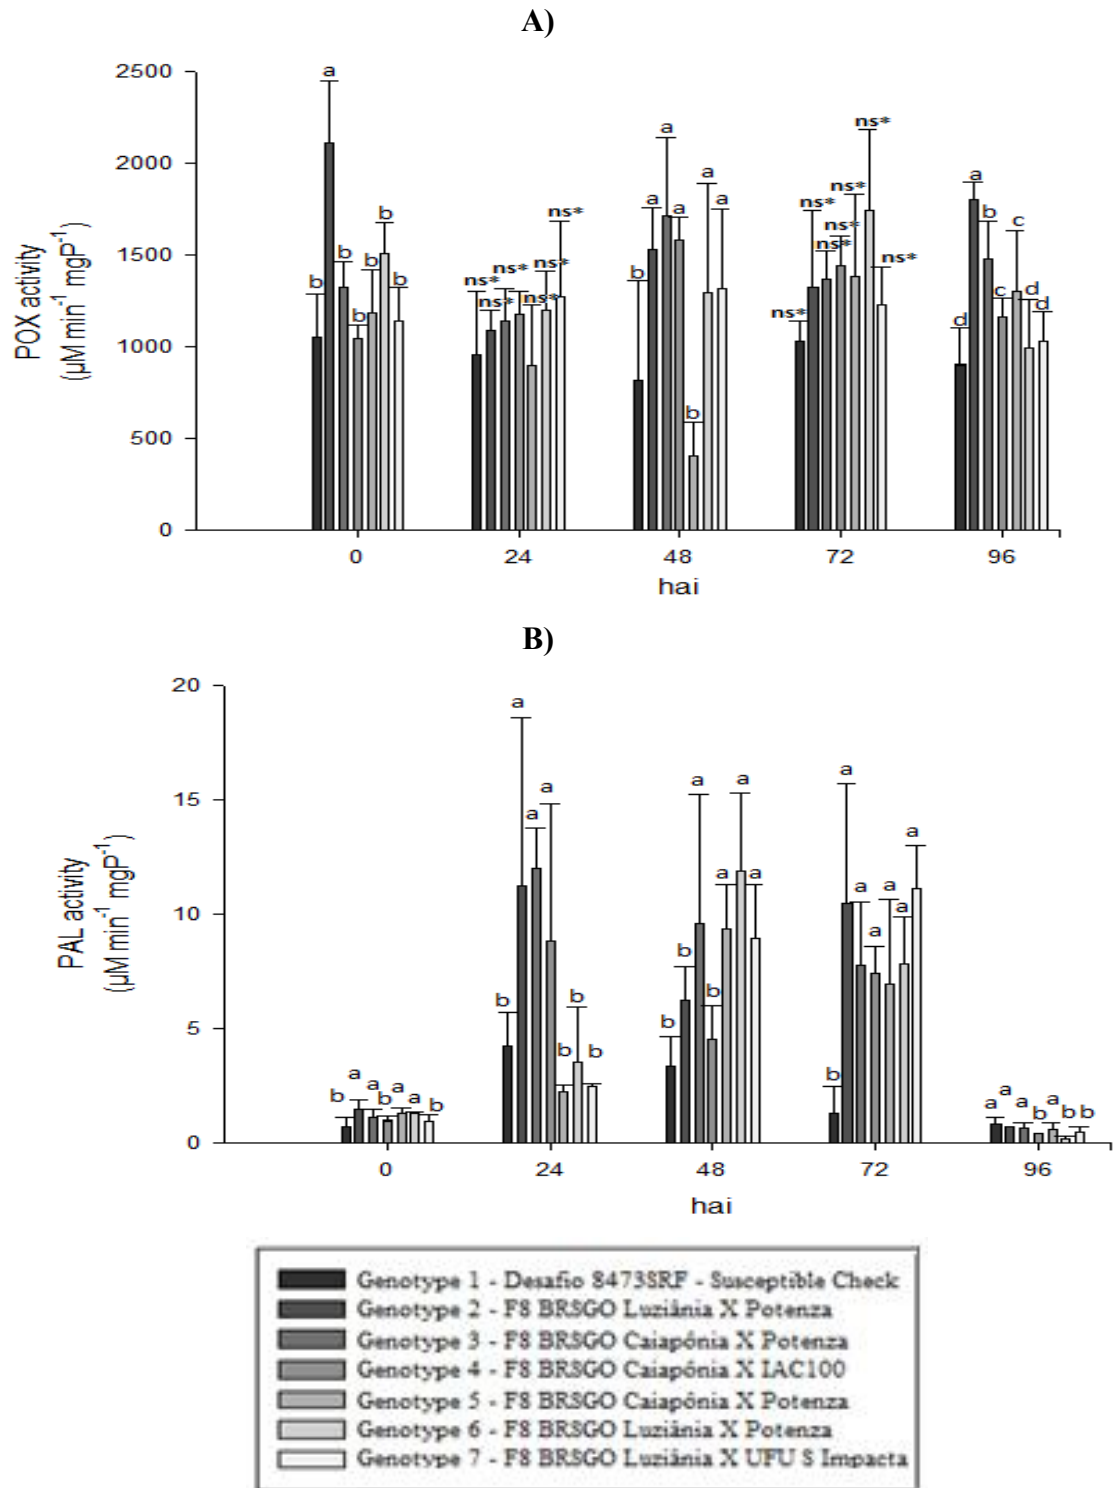 A)
POX activity
(µM min⁻¹ mgP⁻¹)
2500
2000
1500
1000
500
0
b a b b b b b
ns* ns* ns* ns* ns* ns* ns*
b a a a b a a
ns* ns* ns* ns* ns* ns* ns*
d a b c c d d
0 24 48 72 96
hai
B)
PAL activity
(µM min⁻¹ mgP⁻¹)
20
15
10
5
0
b a a b a a b
b a a a b b b
b b a b a a a
b a a a a a a
a a a b a b b
0 24 48 72 96
hai
Genotype 1 - Desafio 8473SRF - Susceptible Check
Genotype 2 - F8 BRSGO Luziânia X Potenza
Genotype 3 - F8 BRSGO Caiapônia X Potenza
Genotype 4 - F8 BRSGO Caiapônia X IAC100
Genotype 5 - F8 BRSGO Caiapônia X Potenza
Genotype 6 - F8 BRSGO Luziânia X Potenza
Genotype 7 - F8 BRSGO Luziânia X UFU S Impacta